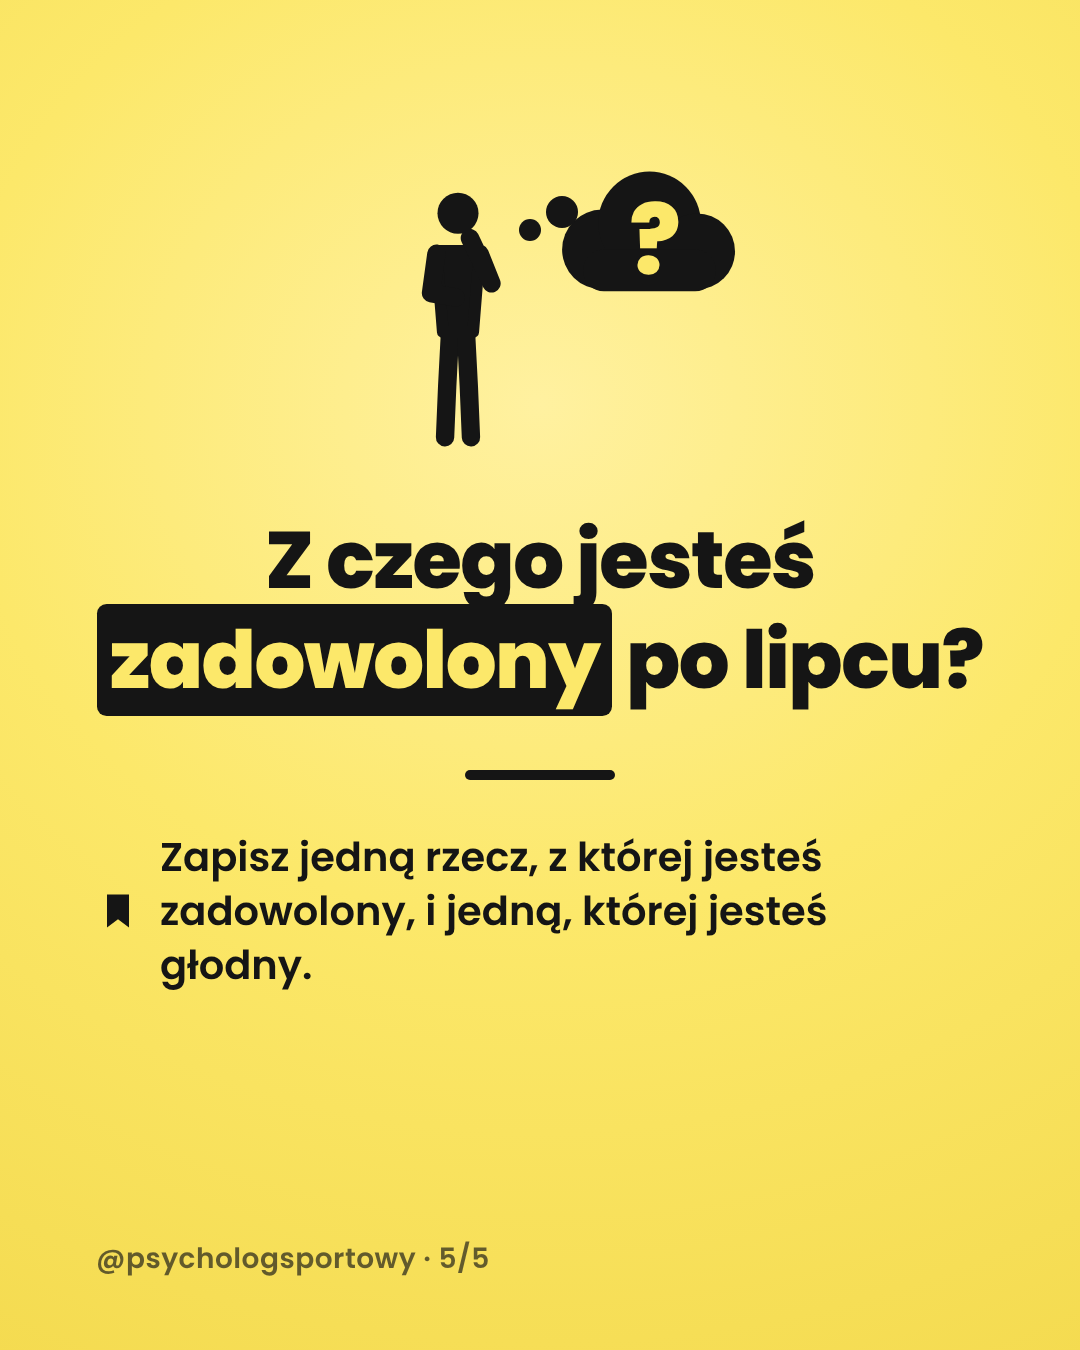 ?
Z czego jesteś
zadowolony po lipcu?
Zapisz jedną rzecz, z której jesteś
zadowolony, i jedną, której jesteś
głodny.
@psychologsportowy · 5/5